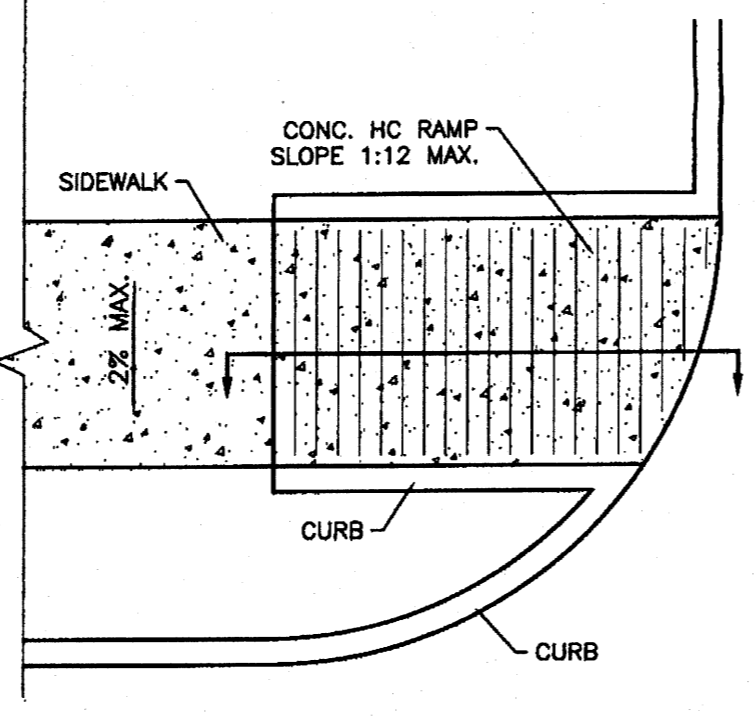 CONC. HC RAMP
SLOPE 1:12 MAX.
SIDEWALK
2% MAX.
CURB
CURB